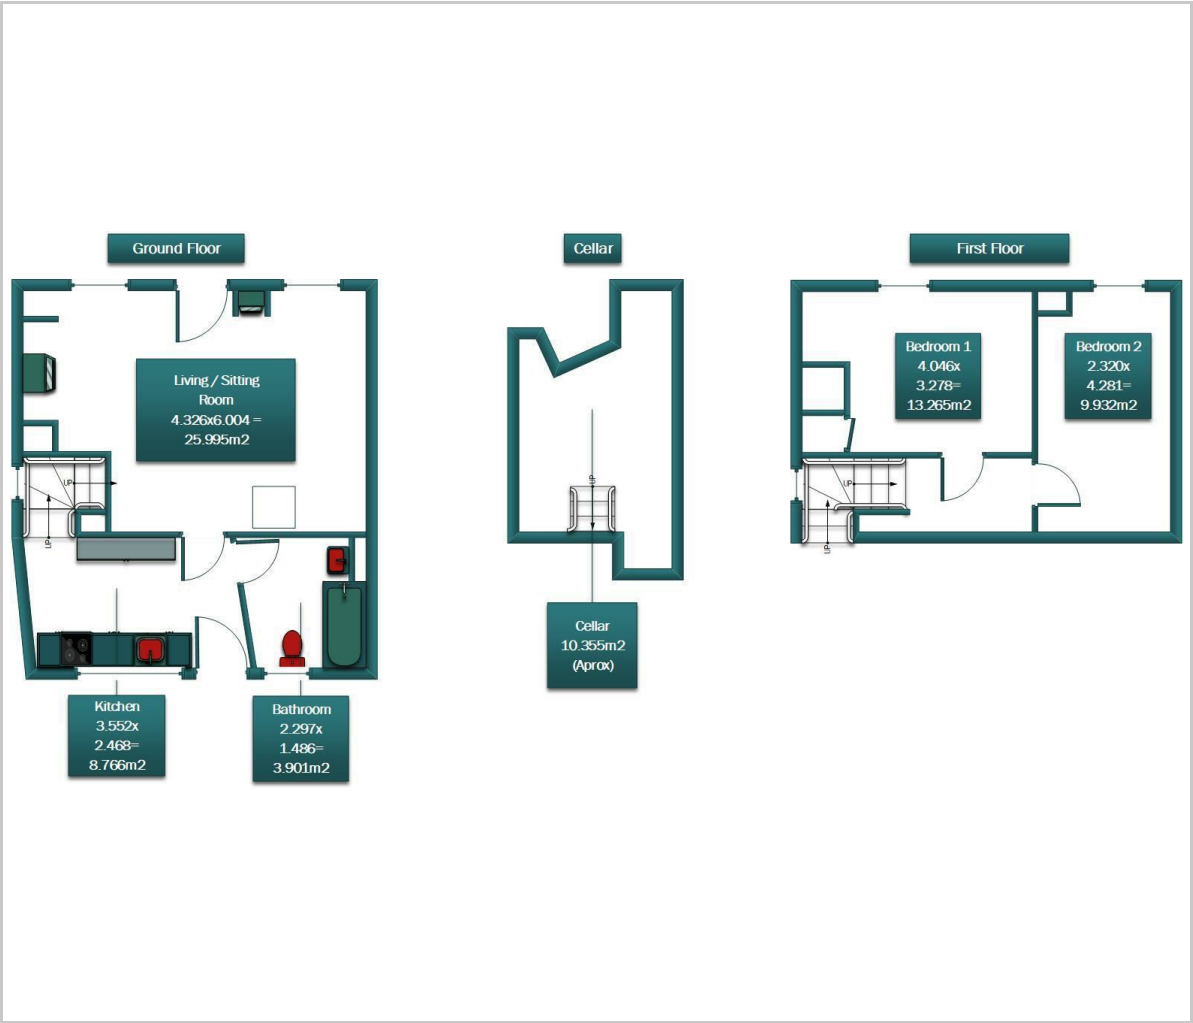 Ground Floor
Cellar
First Floor
Living / Sitting
Room
4.326x6.004 =
25.995m2
Bedroom 1
4.046x
3.278=
13.265m2
Bedroom 2
2.320x
4.281=
9.932m2
UP
UP
UP
UP
UP
Cellar
10.355m2
(Aprox)
Kitchen
3.552x
2.468=
8.766m2
Bathroom
2.297x
1.486=
3.901m2